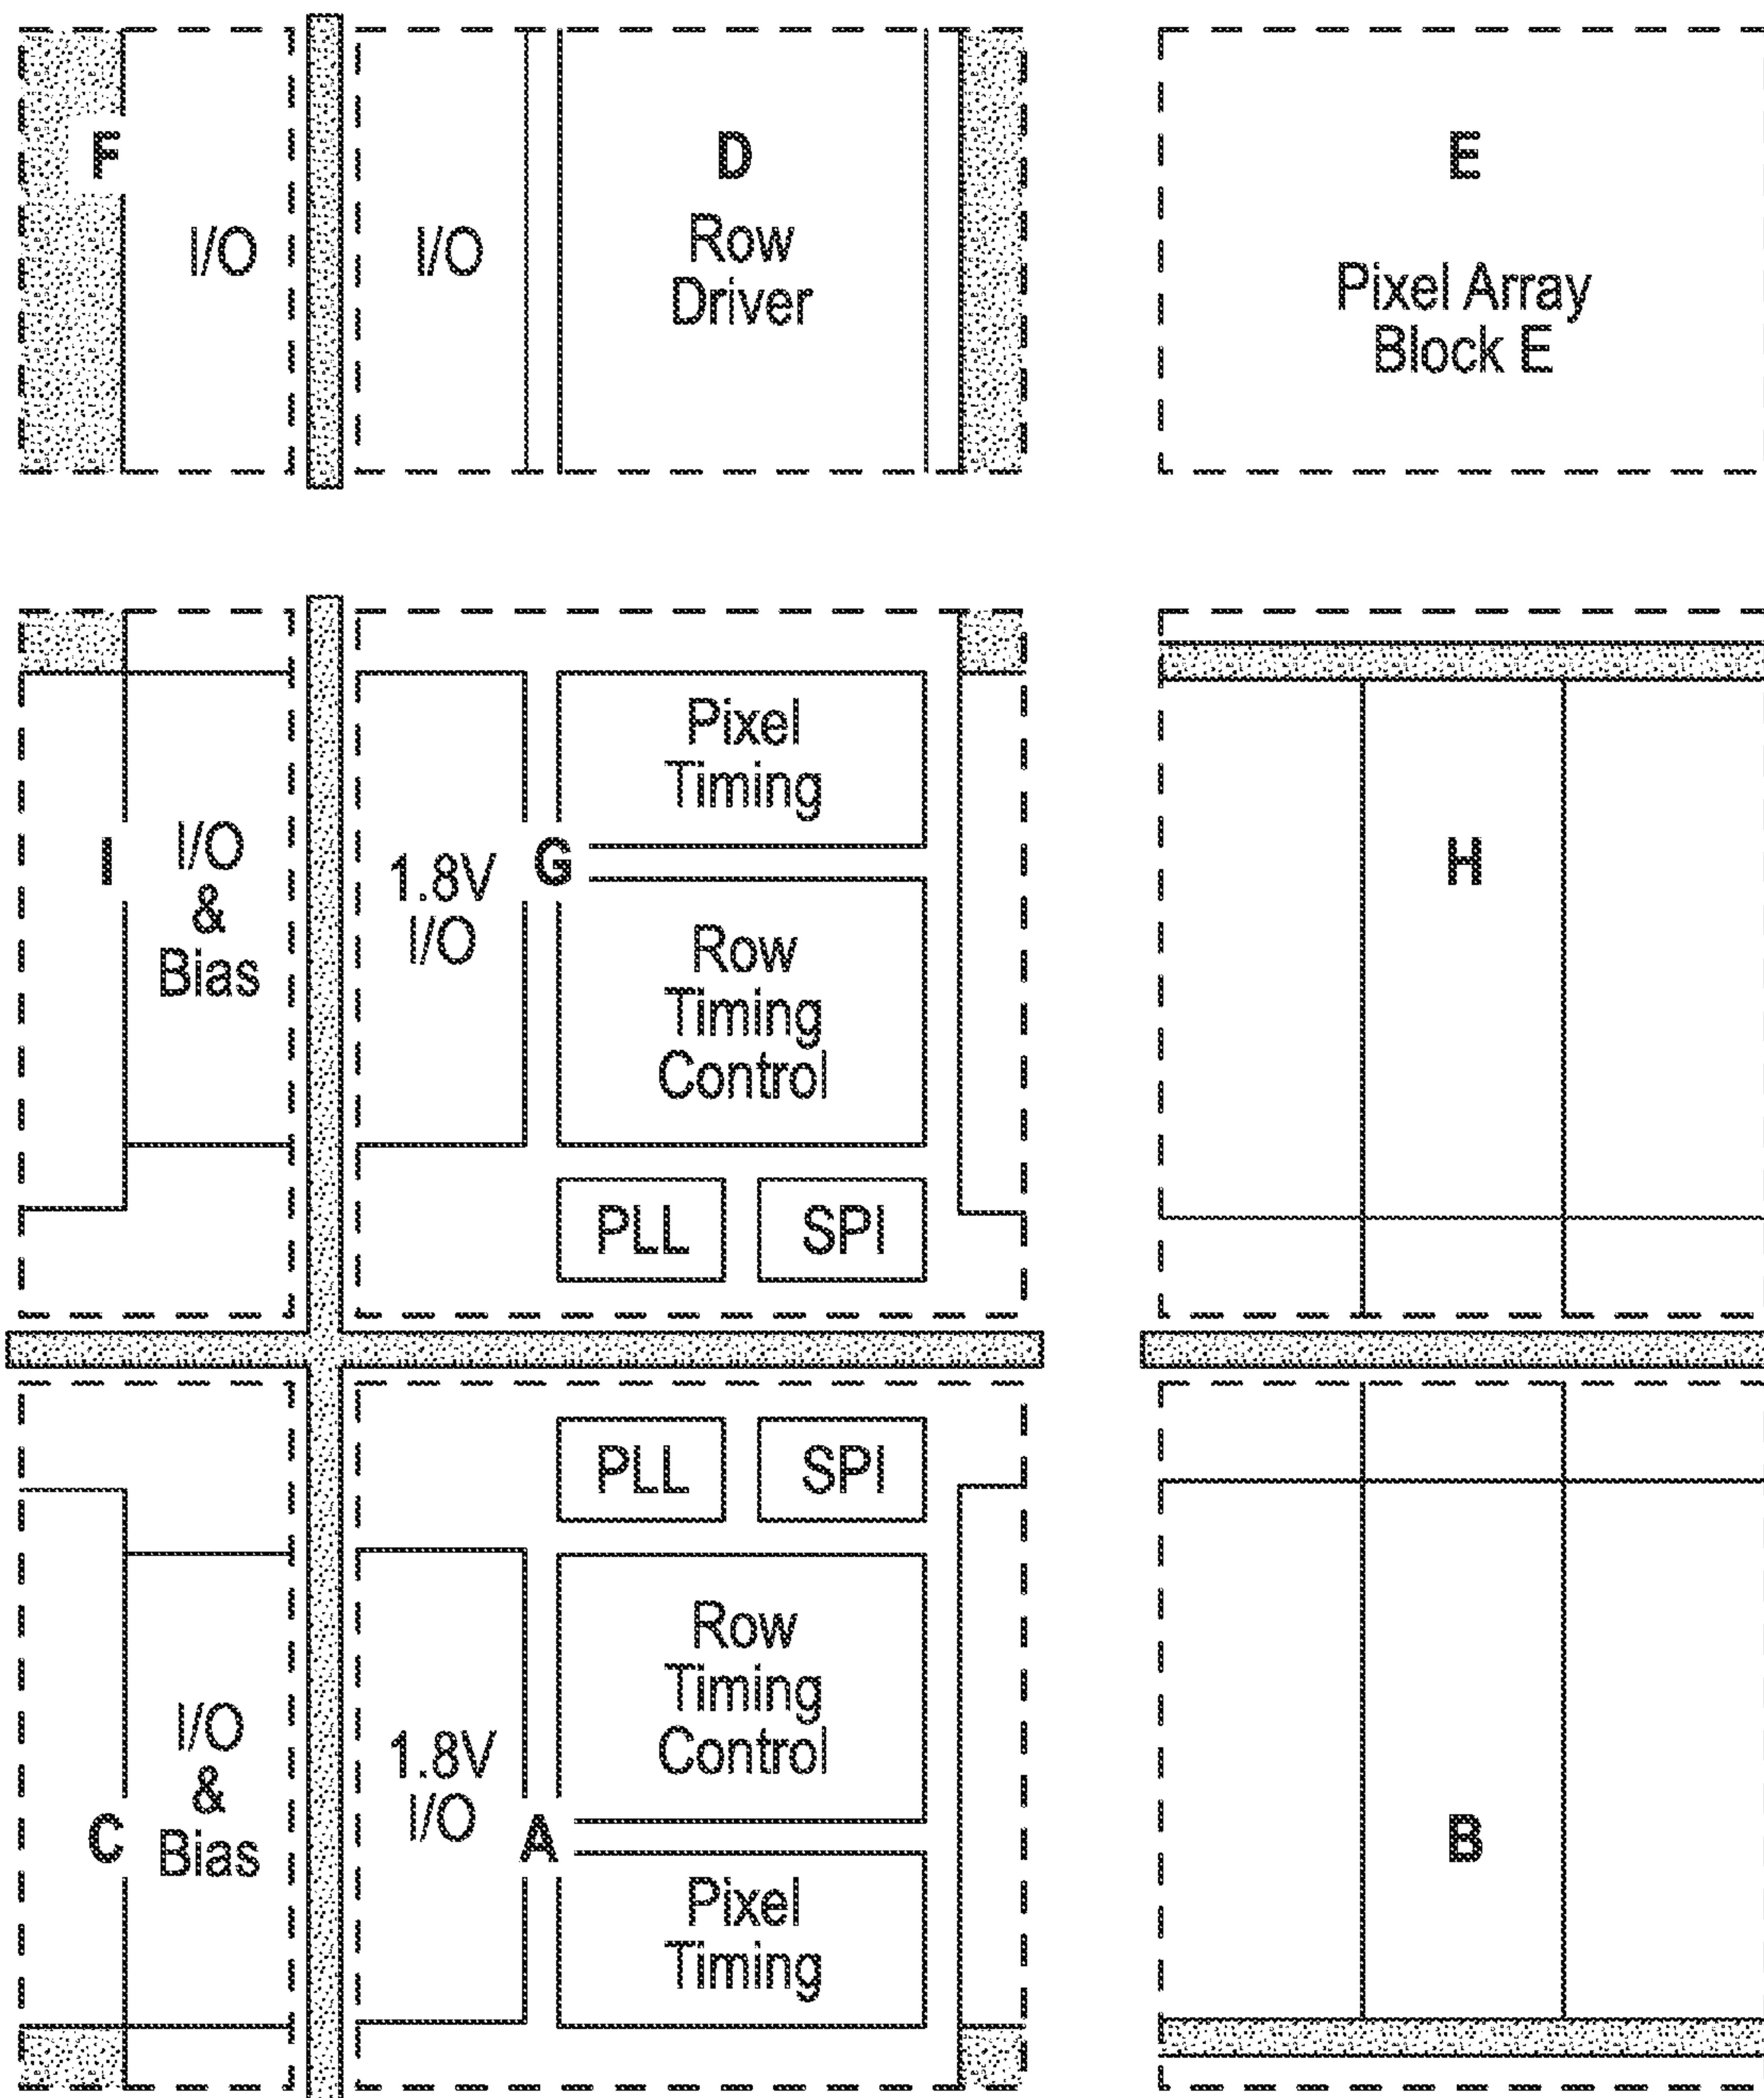 F
I/O
I/O
D
Row
Driver
E
Pixel Array
Block E
I
I/O
&
Bias
1.8V
I/O
G
Pixel
Timing
Row
Timing
Control
PLL
SPI
H
C
I/O
&
Bias
1.8V
I/O
A
PLL
SPI
Row
Timing
Control
Pixel
Timing
B